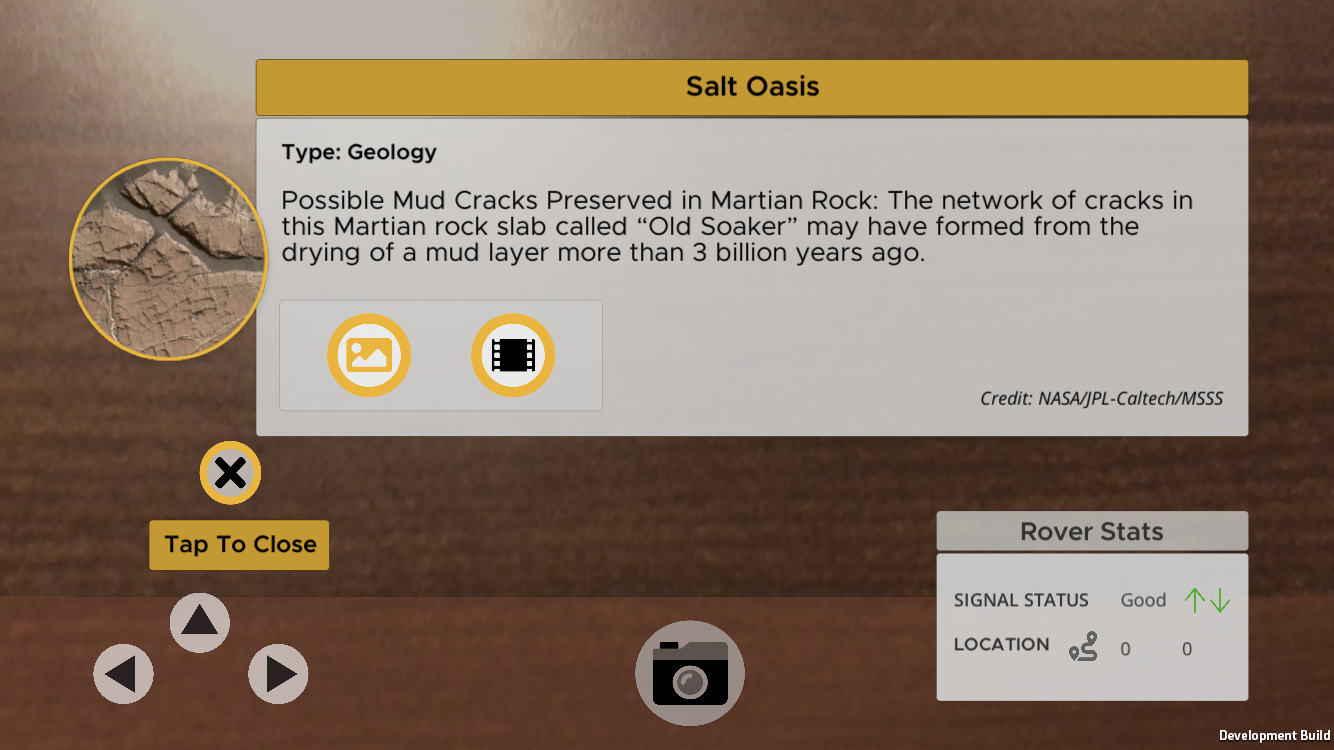 Salt Oasis
Type: Geology
Possible Mud Cracks Preserved in Martian Rock: The network of cracks in
this Martian rock slab called “Old Soaker” may have formed from the
drying of a mud layer more than 3 billion years ago.
Credit: NASA/JPL-Caltech/MSSS
Tap To Close
Rover Stats
SIGNAL STATUS Good
LOCATION 0 0
Development Build